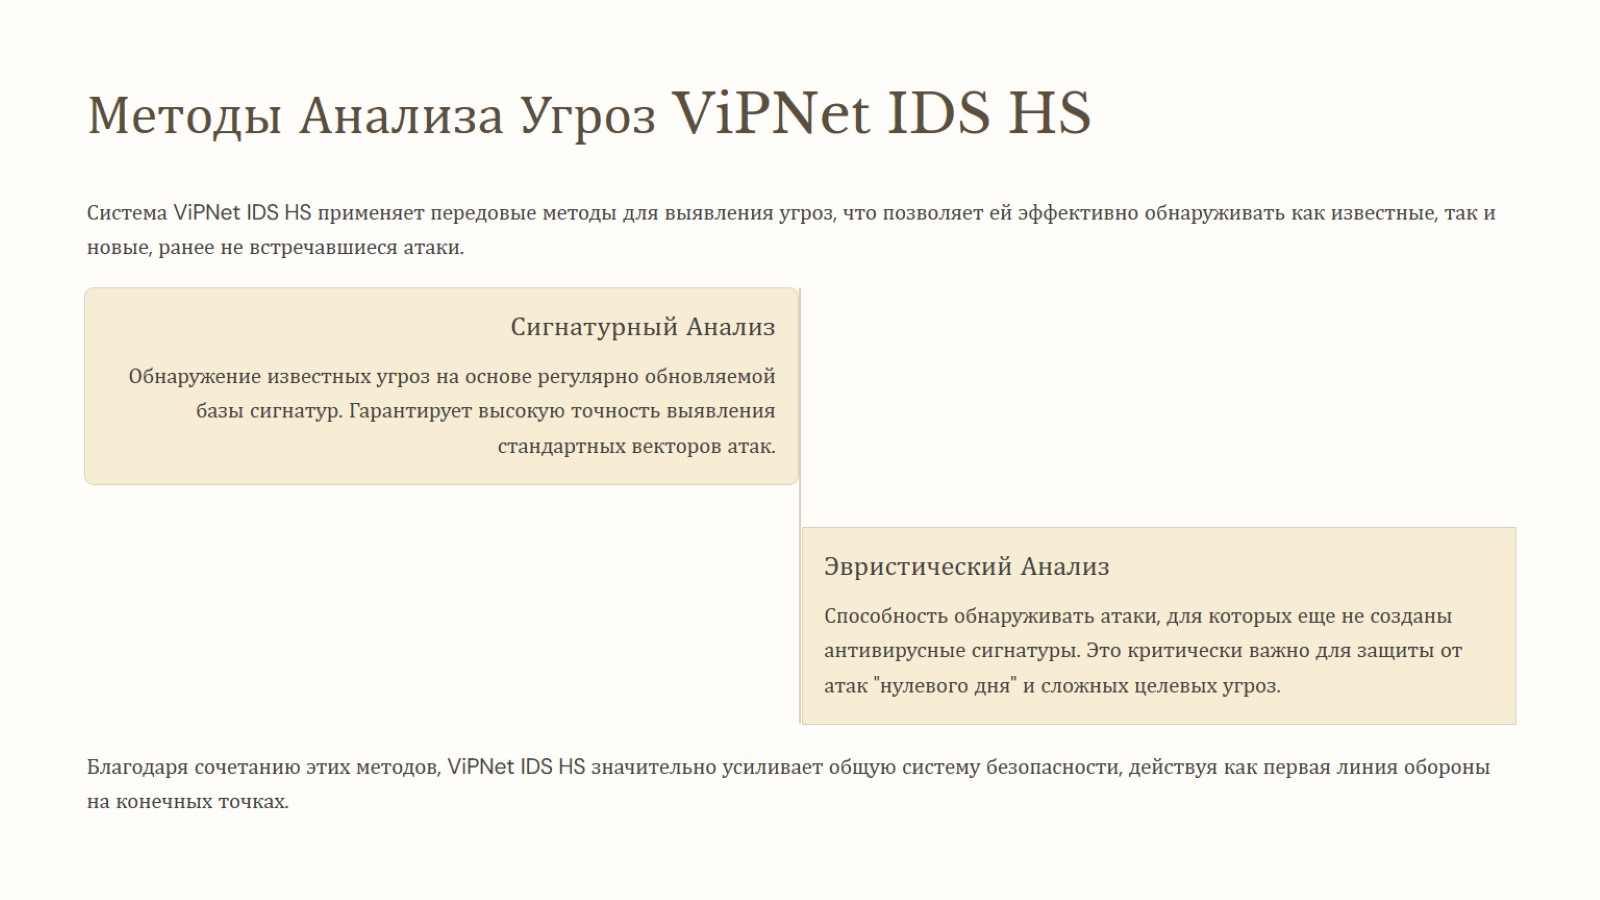 Методы Анализа Угроз ViPNet IDS HS
Система ViPNet IDS HS применяет передовые методы для выявления угроз, что позволяет ей эффективно обнаруживать как известные, так и
новые, ранее не встречавшиеся атаки.
Сигнатурный Анализ
Обнаружение известных угроз на основе регулярно обновляемой
базы сигнатур. Гарантирует высокую точность выявления
стандартных векторов атак.
Эвристический Анализ
Способность обнаруживать атаки, для которых еще не созданы
антивирусные сигнатуры. Это критически важно для защиты от
атак "нулевого дня" и сложных целевых угроз.
Благодаря сочетанию этих методов, ViPNet IDS HS значительно усиливает общую систему безопасности, действуя как первая линия обороны
на конечных точках.